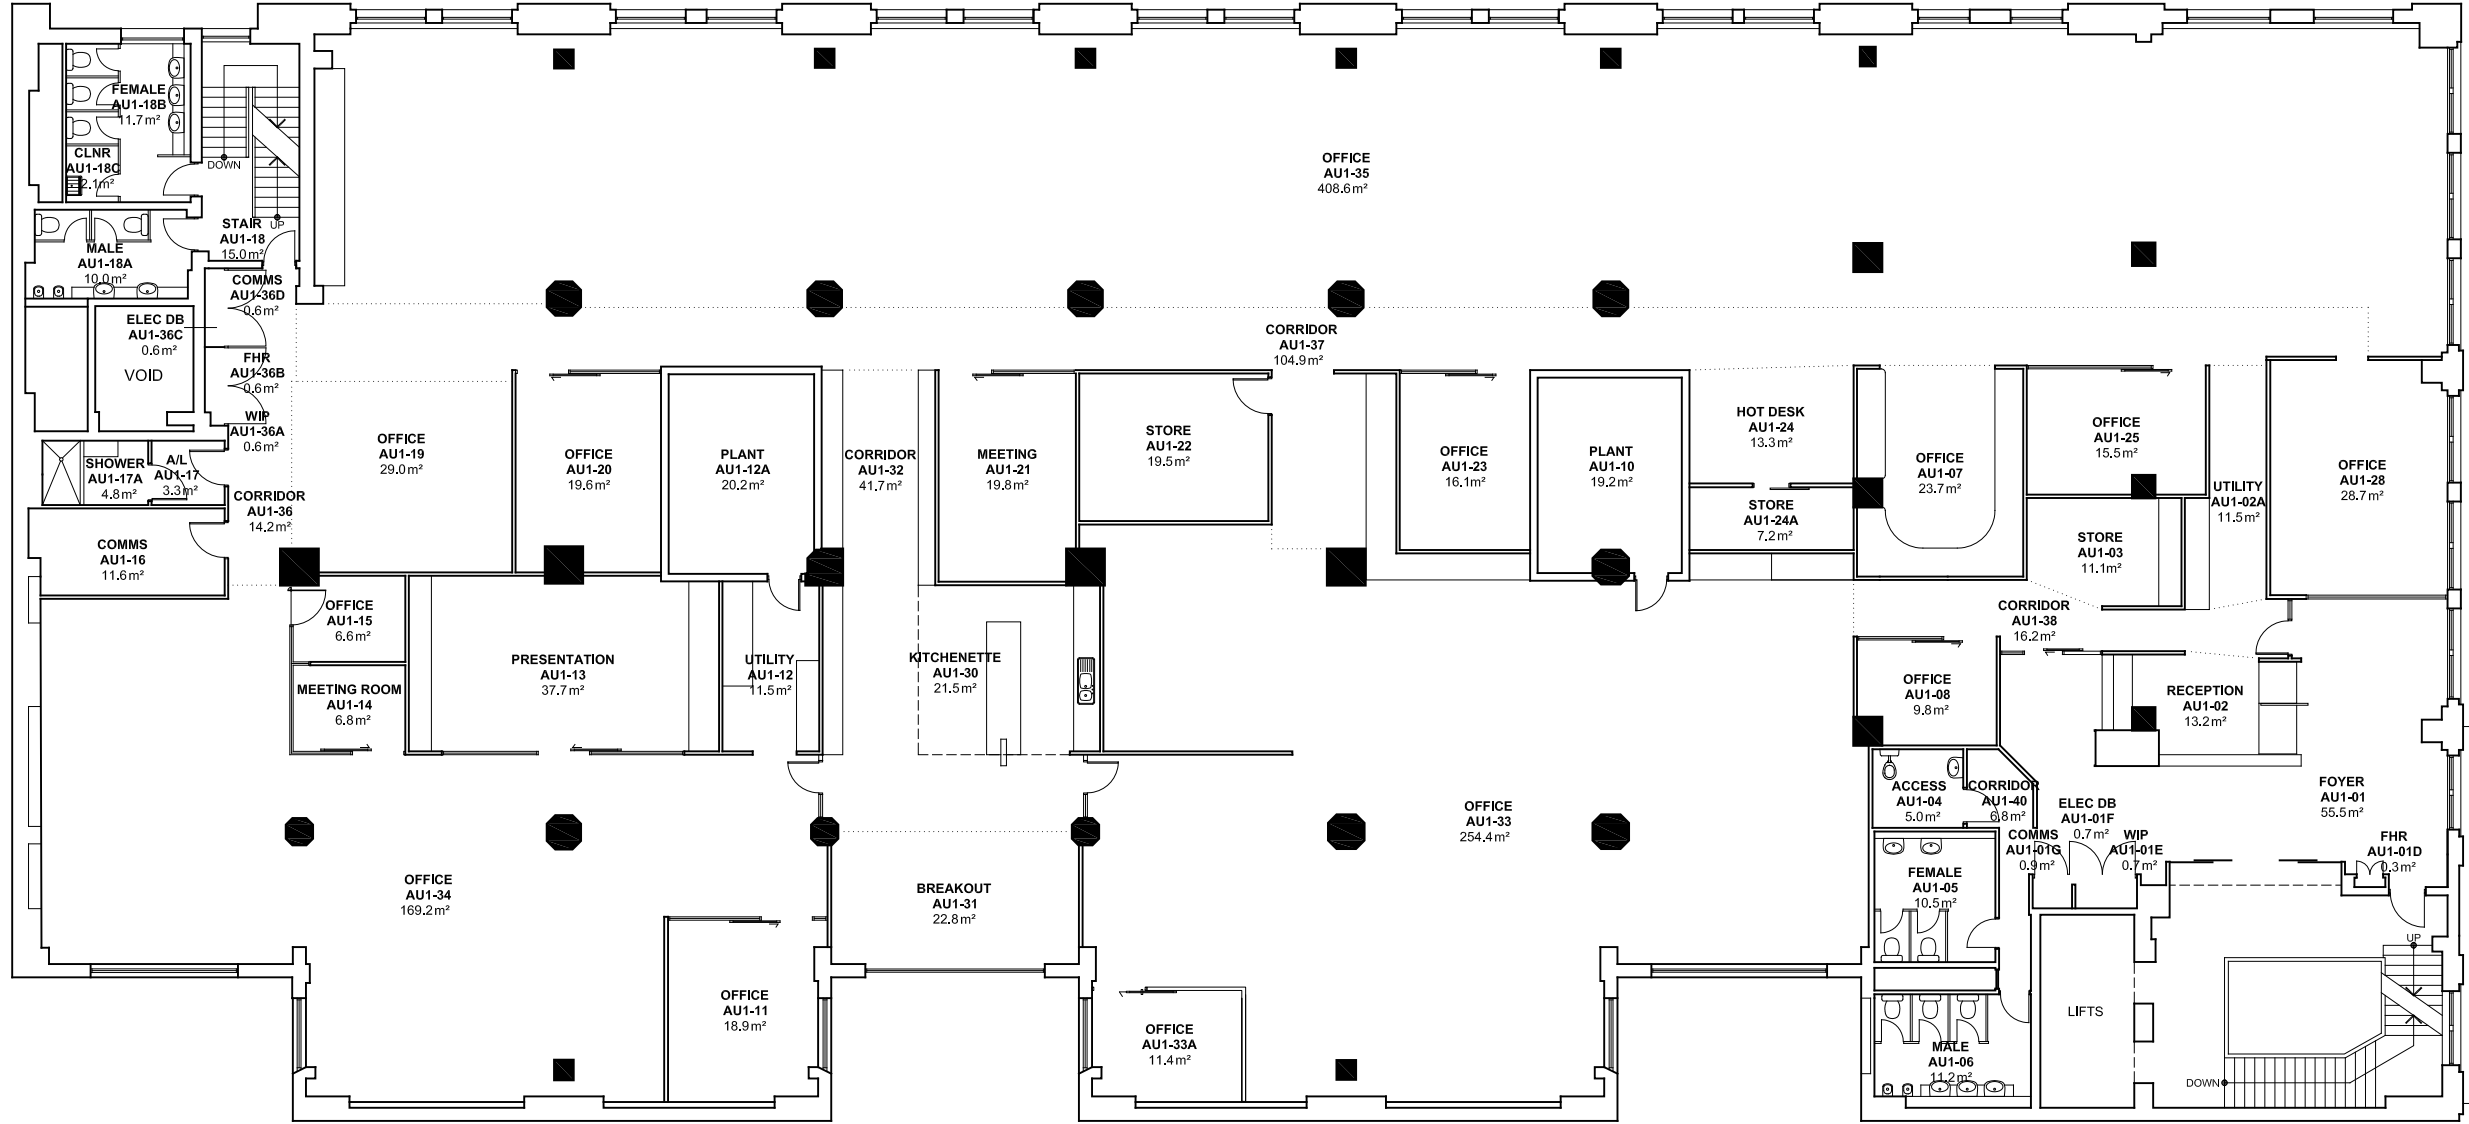 FEMALE
AU1-18B
11.7m²
CLNR
AU1-18C
2.1m²
DOWN
UP
STAIR
AU1-18
15.0m²
MALE
AU1-18A
10.0m²
COMMS
AU1-36D
0.6m²
ELEC DB
AU1-36C
0.6m²
VOID
FHR
AU1-36B
0.6m²
WIP
AU1-36A
0.6m²
SHOWER
AU1-17A
4.8m²
A/L
AU1-17
3.3m²
CORRIDOR
AU1-36
14.2m²
COMMS
AU1-16
11.6m²
OFFICE
AU1-35
408.6m²
CORRIDOR
AU1-37
104.9m²
OFFICE
AU1-19
29.0m²
OFFICE
AU1-20
19.6m²
PLANT
AU1-12A
20.2m²
CORRIDOR
AU1-32
41.7m²
MEETING
AU1-21
19.8m²
STORE
AU1-22
19.5m²
OFFICE
AU1-23
16.1m²
PLANT
AU1-10
19.2m²
HOT DESK
AU1-24
13.3m²
STORE
AU1-24A
7.2m²
OFFICE
AU1-07
23.7m²
OFFICE
AU1-25
15.5m²
UTILITY
AU1-02A
11.5m²
OFFICE
AU1-28
28.7m²
STORE
AU1-03
11.1m²
OFFICE
AU1-15
6.6m²
MEETING ROOM
AU1-14
6.8m²
PRESENTATION
AU1-13
37.7m²
UTILITY
AU1-12
11.5m²
KITCHENETTE
AU1-30
21.5m²
CORRIDOR
AU1-38
16.2m²
OFFICE
AU1-08
9.8m²
RECEPTION
AU1-02
13.2m²
OFFICE
AU1-33
254.4m²
ACCESS
AU1-04
5.0m²
CORRIDOR
AU1-40
6.8m²
ELEC DB
AU1-01F
0.7m²
FOYER
AU1-01
55.5m²
COMMS
AU1-01G
0.9m²
WIP
AU1-01E
0.7m²
FHR
AU1-01D
0.3m²
OFFICE
AU1-34
169.2m²
BREAKOUT
AU1-31
22.8m²
FEMALE
AU1-05
10.5m²
OFFICE
AU1-11
18.9m²
OFFICE
AU1-33A
11.4m²
MALE
AU1-06
11.2m²
LIFTS
UP
DOWN